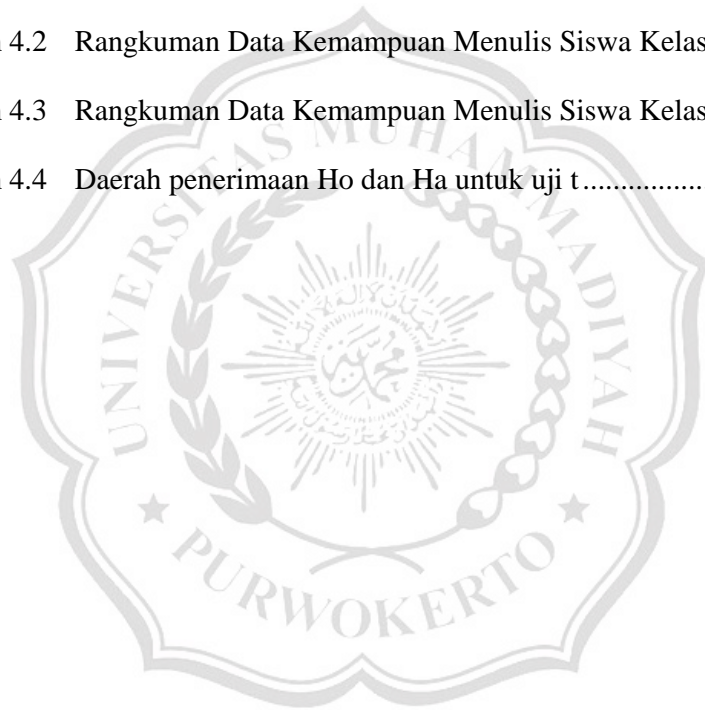 4.2 Rangkuman Data Kemampuan Menulis Siswa Kelas
4.3 Rangkuman Data Kemampuan Menulis Siswa Kelas
4.4 Daerah penerimaan Ho dan Ha untuk uji t.................
UNIVERSITAS MUHAMMADIYAH
PURWOKERTO